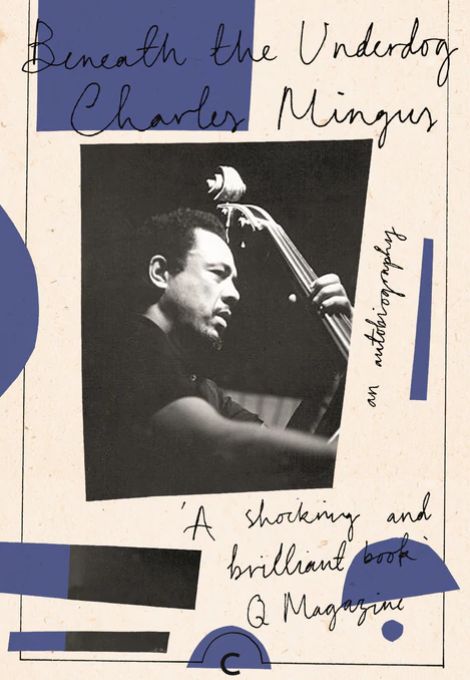 Beneath the Underdog
Charles Mingus
an autobiography
'A shocking and
brilliant book'
Q Magazine
C